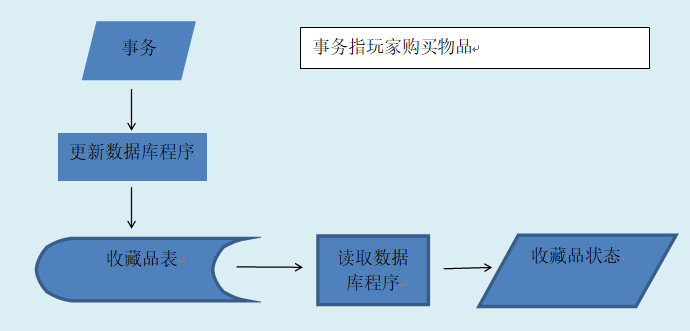 事务
事务指玩家购买物品
更新数据库程序
收藏品表
读取数据
库程序
收藏品状态